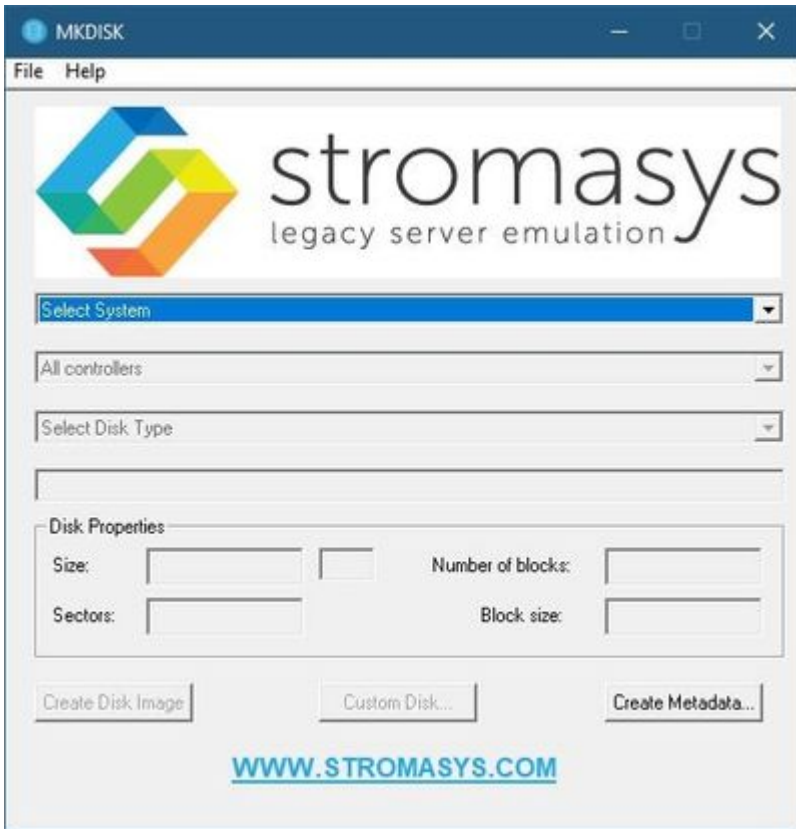 MKDISK
File Help
stromasys
legacy server emulation
Select System
All controllers
Select Disk Type
Disk Properties
Size: Number of blocks:
Sectors: Block size:
Create Disk Image Custom Disk... Create Metadata...
WWW.STROMASYS.COM